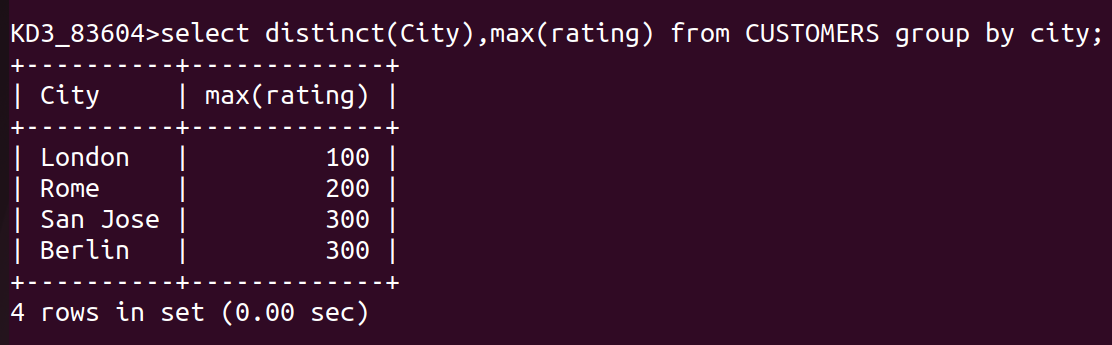 KD3_83604>select distinct(City),max(rating) from CUSTOMERS group by city;
+----------+-------------+
| City     | max(rating) |
+----------+-------------+
| London   |         100 |
| Rome     |         200 |
| San Jose |         300 |
| Berlin   |         300 |
+----------+-------------+
4 rows in set (0.00 sec)